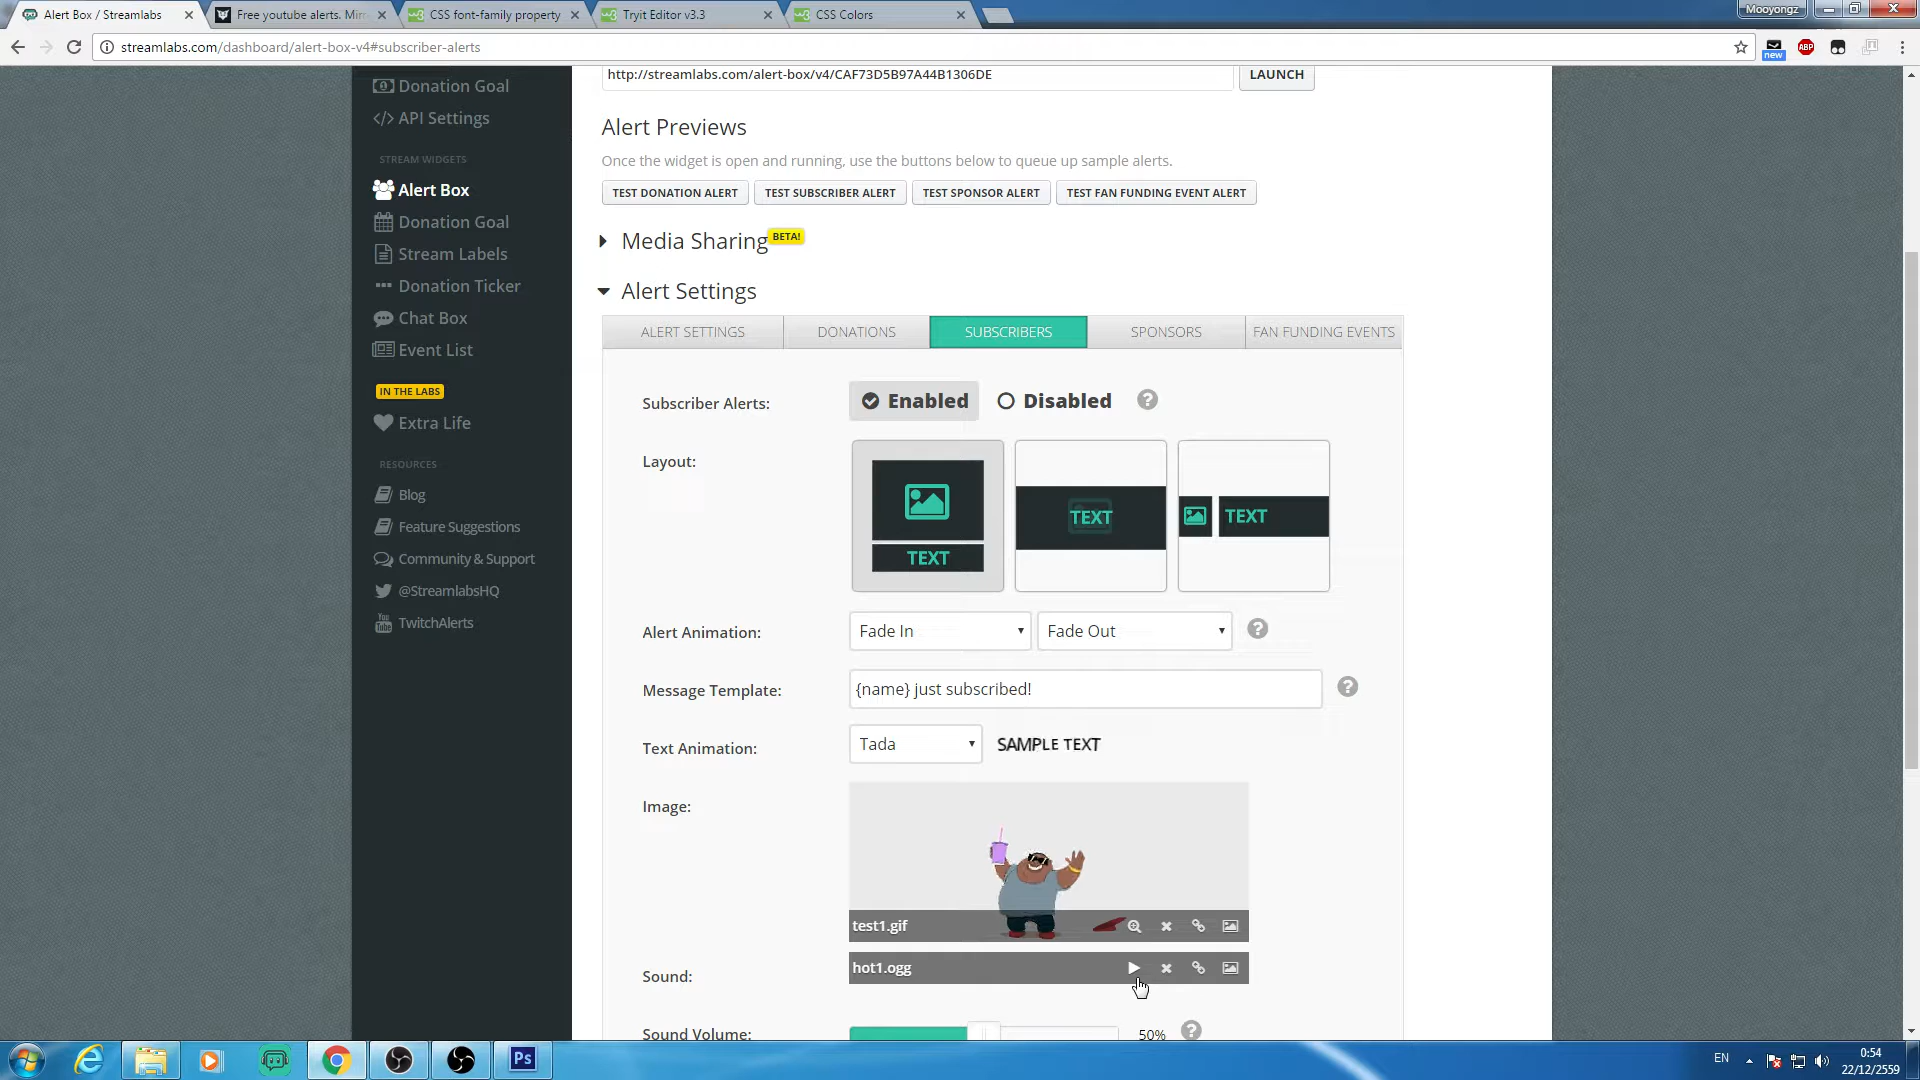 Alert Box / Streamlabs
Free youtube alerts. Mirr
CSS font-family property
Tryit Editor v3.3
CSS Colors
Mooyongz
streamlabs.com/dashboard/alert-box-v4#subscriber-alerts
new
ABP
Donation Goal
API Settings
STREAM WIDGETS
Alert Box
Donation Goal
Stream Labels
Donation Ticker
Chat Box
Event List
IN THE LABS
Extra Life
RESOURCES
Blog
Feature Suggestions
Community & Support
@StreamlabsHQ
TwitchAlerts
http://streamlabs.com/alert-box/v4/CAF73D5B97A44B1306DE
LAUNCH
Alert Previews
Once the widget is open and running, use the buttons below to queue up sample alerts.
TEST DONATION ALERT
TEST SUBSCRIBER ALERT
TEST SPONSOR ALERT
TEST FAN FUNDING EVENT ALERT
Media Sharing BETA!
Alert Settings
ALERT SETTINGS
DONATIONS
SUBSCRIBERS
SPONSORS
FAN FUNDING EVENTS
Subscriber Alerts:
Enabled
Disabled
Layout:
TEXT
TEXT
TEXT
Alert Animation:
Fade In
Fade Out
Message Template:
{name} just subscribed!
Text Animation:
Tada
SAMPLE TEXT
Image:
test1.gif
Sound:
hot1.ogg
Sound Volume:
50%
Ps
EN
0:54
22/12/2559